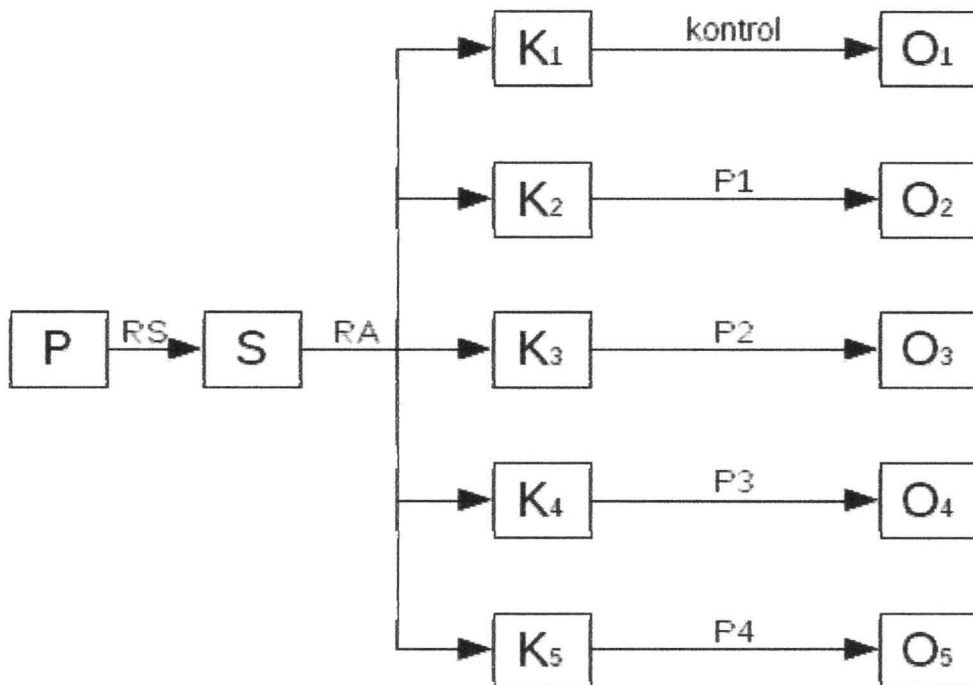 K₁ kontrol O₁
K₂ P1 O₂
P RS S RA K₃ P2 O₃
K₄ P3 O₄
K₅ P4 O₅